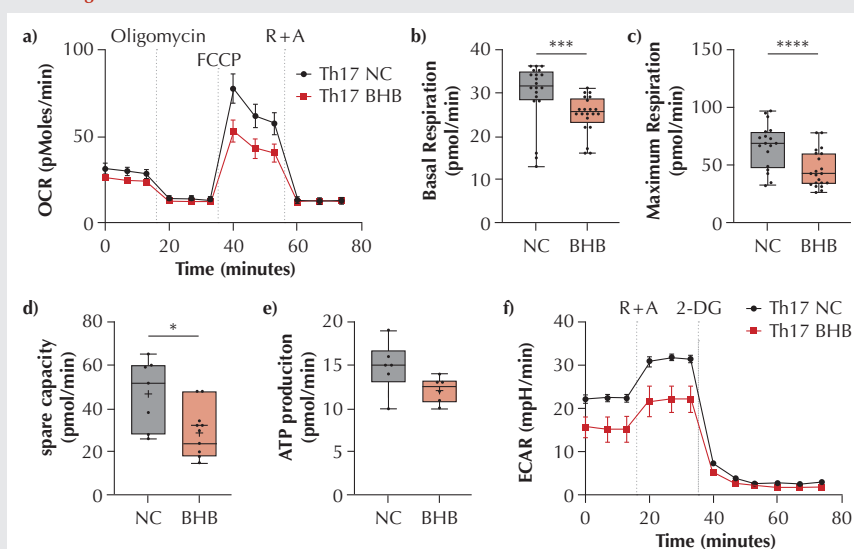 a)
Oligomycin
R+A
FCCP
Th17 NC
Th17 BHB
OCR (pMoles/min)
100
50
0
0
20
40
60
80
Time (minutes)
b)
***
Basal Respiration
(pmol/min)
40
30
20
10
0
NC
BHB
c)
****
Maximum Respiration
(pmol/min)
150
100
50
0
NC
BHB
d)
*
spare capacity
(pmol/min)
80
60
40
20
0
NC
BHB
e)
ATP produciton
(pmol/min)
25
20
15
10
5
0
NC
BHB
f)
R+A
2-DG
Th17 NC
Th17 BHB
ECAR (mpH/min)
40
30
20
10
0
0
20
40
60
80
Time (minutes)